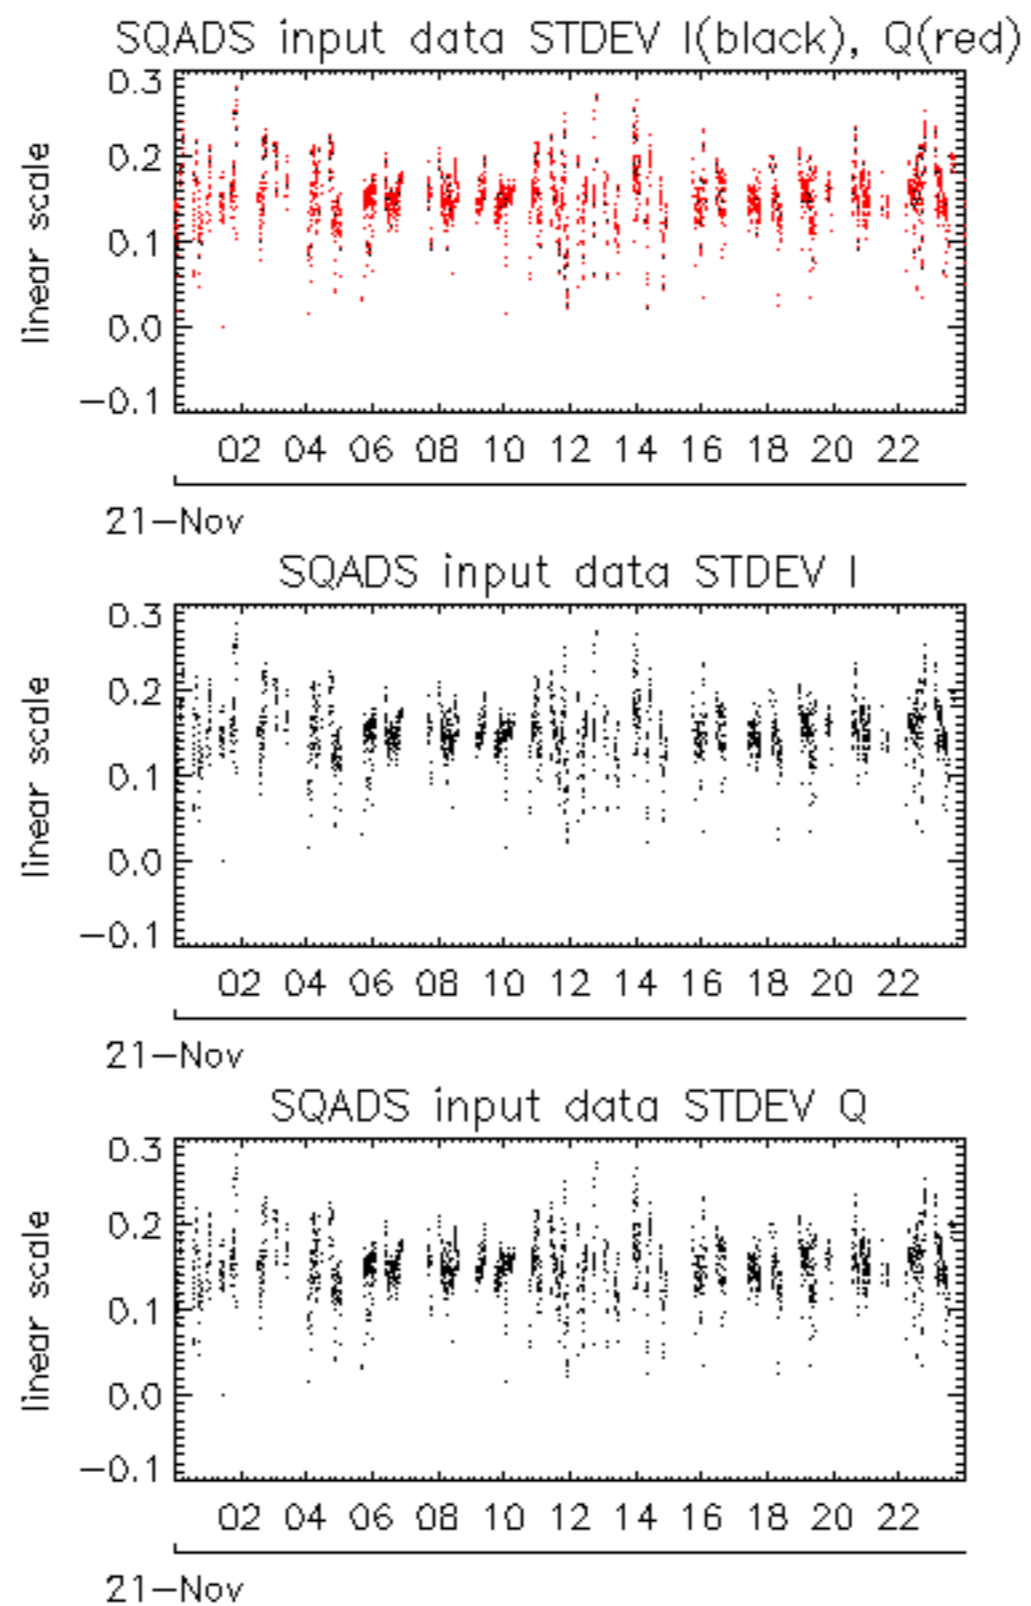 SQADS input data STDEV I(black), Q(red)
0.3
0.2
0.1
0.0
−0.1
linear scale
02 04 06 08 10 12 14 16 18 20 22
21−Nov
SQADS input data STDEV I
0.3
0.2
0.1
0.0
−0.1
linear scale
02 04 06 08 10 12 14 16 18 20 22
21−Nov
SQADS input data STDEV Q
0.3
0.2
0.1
0.0
−0.1
linear scale
02 04 06 08 10 12 14 16 18 20 22
21−Nov